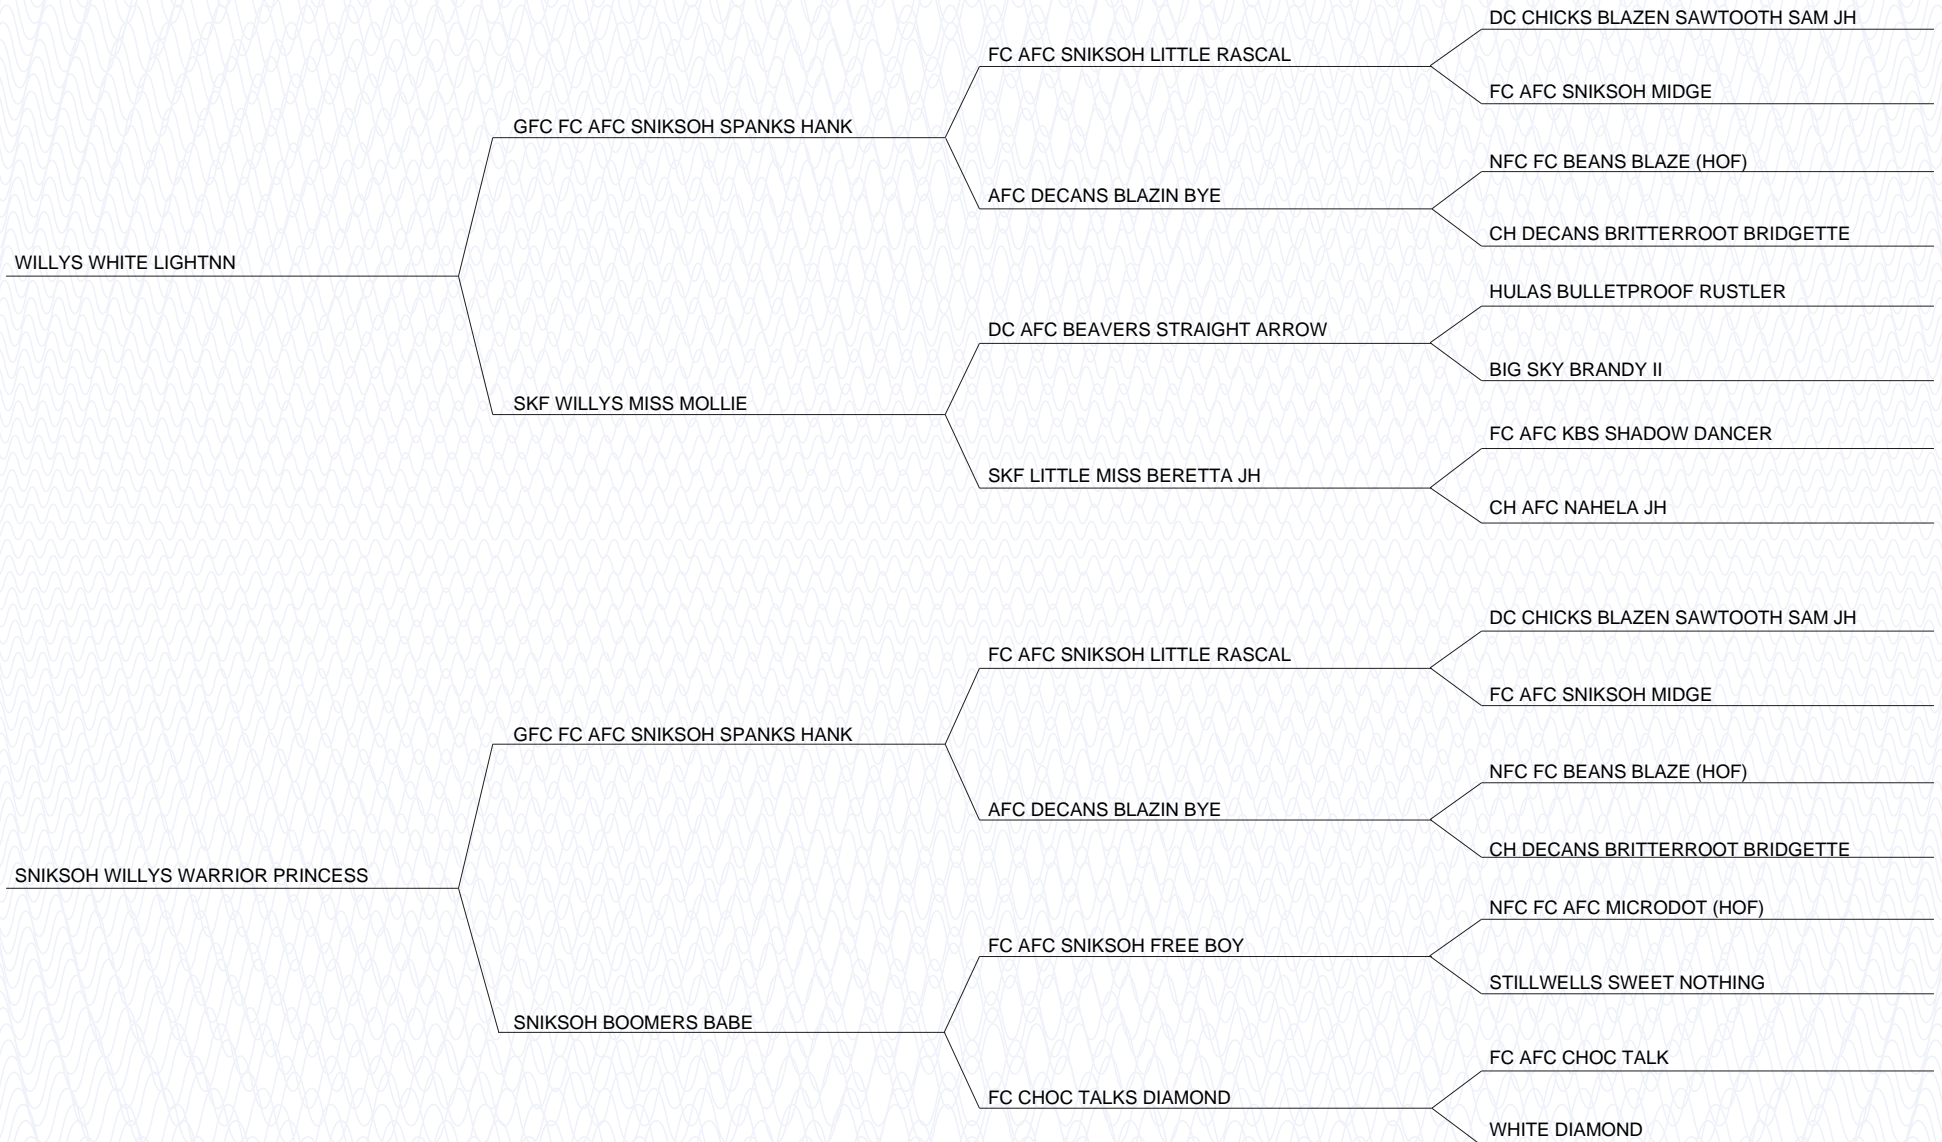 DC CHICKS BLAZEN SAWTOOTH SAM JH
FC AFC SNIKSOH LITTLE RASCAL
FC AFC SNIKSOH MIDGE
GFC FC AFC SNIKSOH SPANKS HANK
NFC FC BEANS BLAZE (HOF)
AFC DECANS BLAZIN BYE
CH DECANS BRITTERROOT BRIDGETTE
WILLYS WHITE LIGHTNN
HULAS BULLETPROOF RUSTLER
DC AFC BEAVERS STRAIGHT ARROW
BIG SKY BRANDY II
SKF WILLYS MISS MOLLIE
FC AFC KBS SHADOW DANCER
SKF LITTLE MISS BERETTA JH
CH AFC NAHELA JH
DC CHICKS BLAZEN SAWTOOTH SAM JH
FC AFC SNIKSOH LITTLE RASCAL
FC AFC SNIKSOH MIDGE
GFC FC AFC SNIKSOH SPANKS HANK
NFC FC BEANS BLAZE (HOF)
AFC DECANS BLAZIN BYE
CH DECANS BRITTERROOT BRIDGETTE
SNIKSOH WILLYS WARRIOR PRINCESS
NFC FC AFC MICRODOT (HOF)
FC AFC SNIKSOH FREE BOY
STILLWELLS SWEET NOTHING
SNIKSOH BOOMERS BABE
FC AFC CHOC TALK
FC CHOC TALKS DIAMOND
WHITE DIAMOND